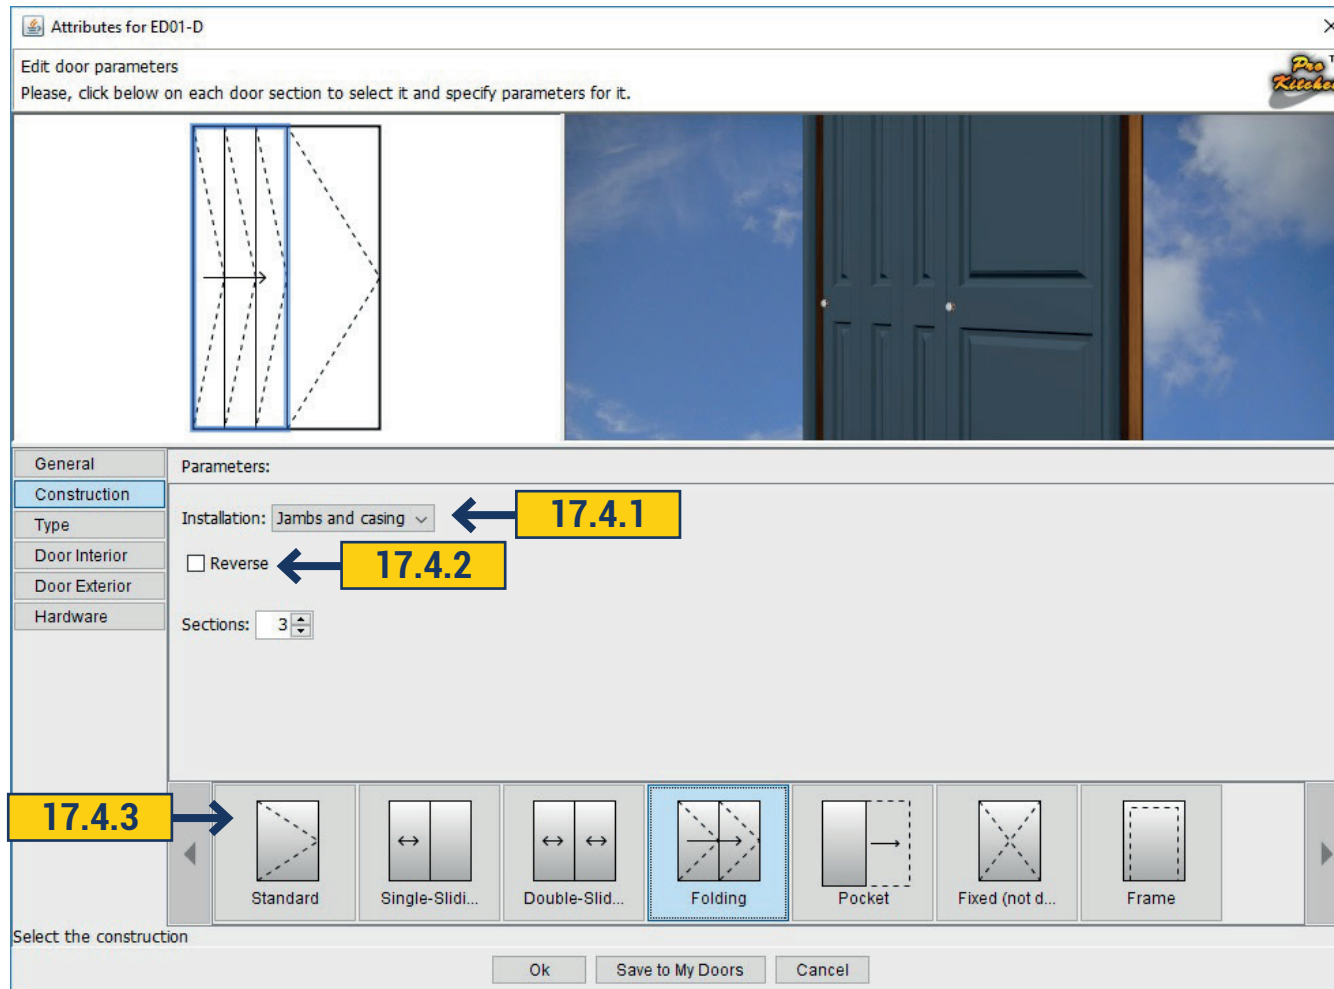 Attributes for ED01-D
Edit door parameters
Please, click below on each door section to select it and specify parameters for it.
Pro
Kitchen
TM
General
Construction
Type
Door Interior
Door Exterior
Hardware
Parameters:
Installation: Jambs and casing
17.4.1
Reverse
17.4.2
Sections: 3
17.4.3
Standard
Single-Slidi...
Double-Slid...
Folding
Pocket
Fixed (not d...
Frame
Select the construction
Ok
Save to My Doors
Cancel